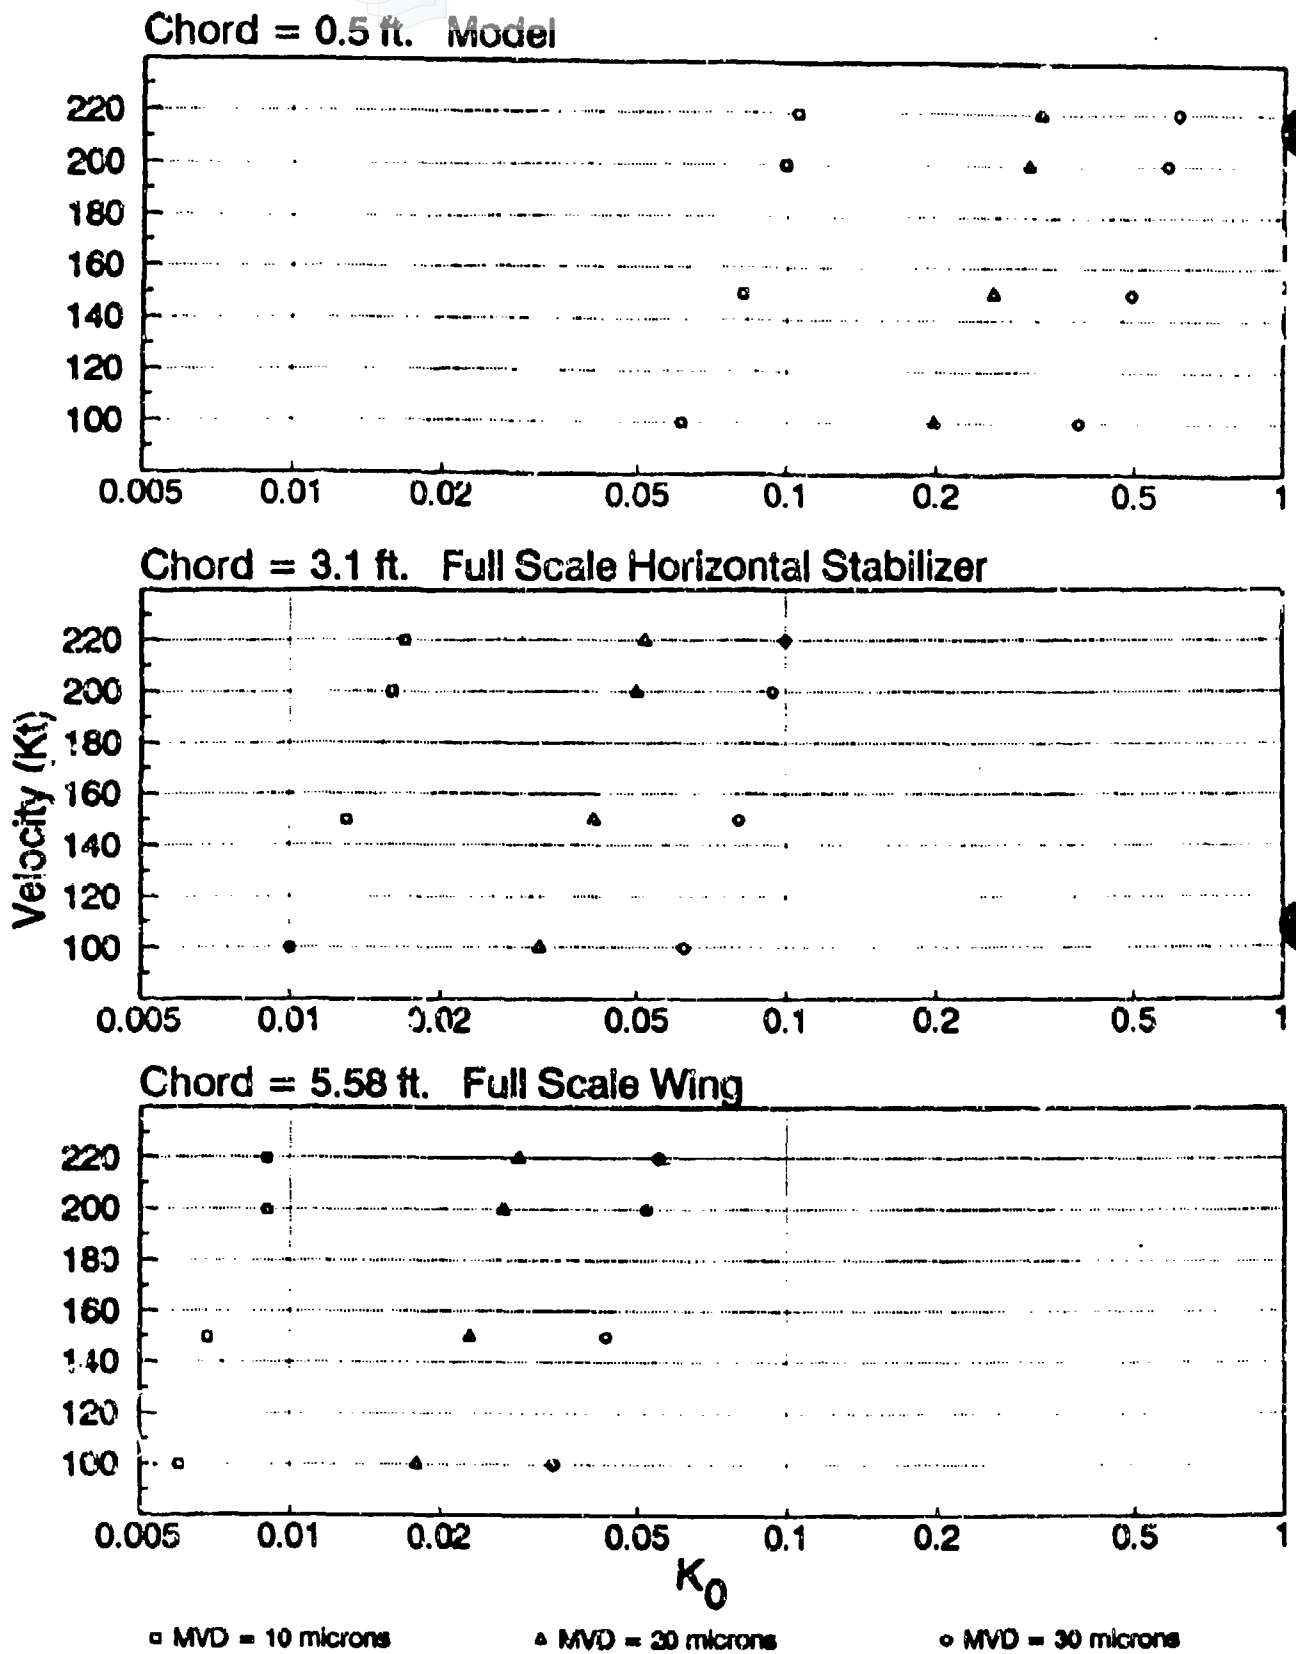 Chord = 0.5 ft. Model
220
200
180
160
140
120
100
0.005 0.01 0.02 0.05 0.1 0.2 0.5 1
Chord = 3.1 ft. Full Scale Horizontal Stabilizer
220
200
180
160
140
120
100
0.005 0.01 0.02 0.05 0.1 0.2 0.5 1
Velocity (Kt)
Chord = 5.58 ft. Full Scale Wing
220
200
180
160
140
120
100
0.005 0.01 0.02 0.05 0.1 0.2 0.5 1
K0
MVD = 10 microns MVD = 20 microns MVD = 30 microns